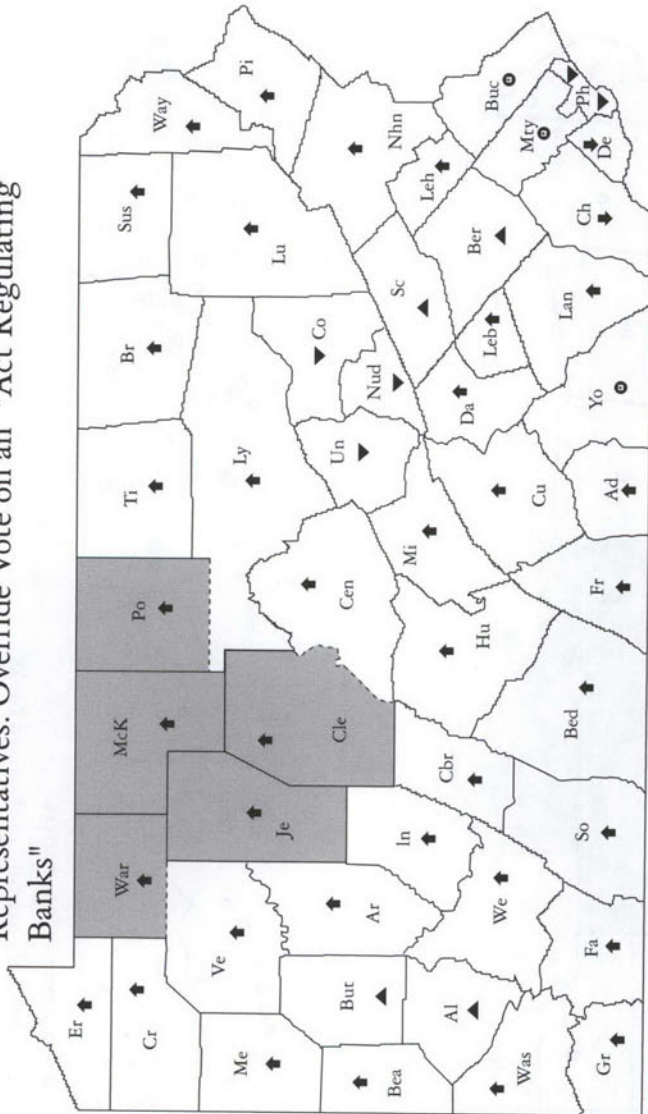 Representatives: Override Vote on an "Act Regulating
Banks"
Er
War
McK
Po
Ti
Br
Sus
Way
Pi
Cr
Ve
Je
Cle
Ly
Lu
Me
But
Ar
In
Cen
Un
Co
Nud
Sc
Nhn
Leh
Bea
Al
We
Cbr
Hu
Mi
Da
Leb
Ber
Mty
Buc
Was
Gr
Fa
So
Bed
Fr
Cu
Ad
Yo
Lan
Ch
De
Ph